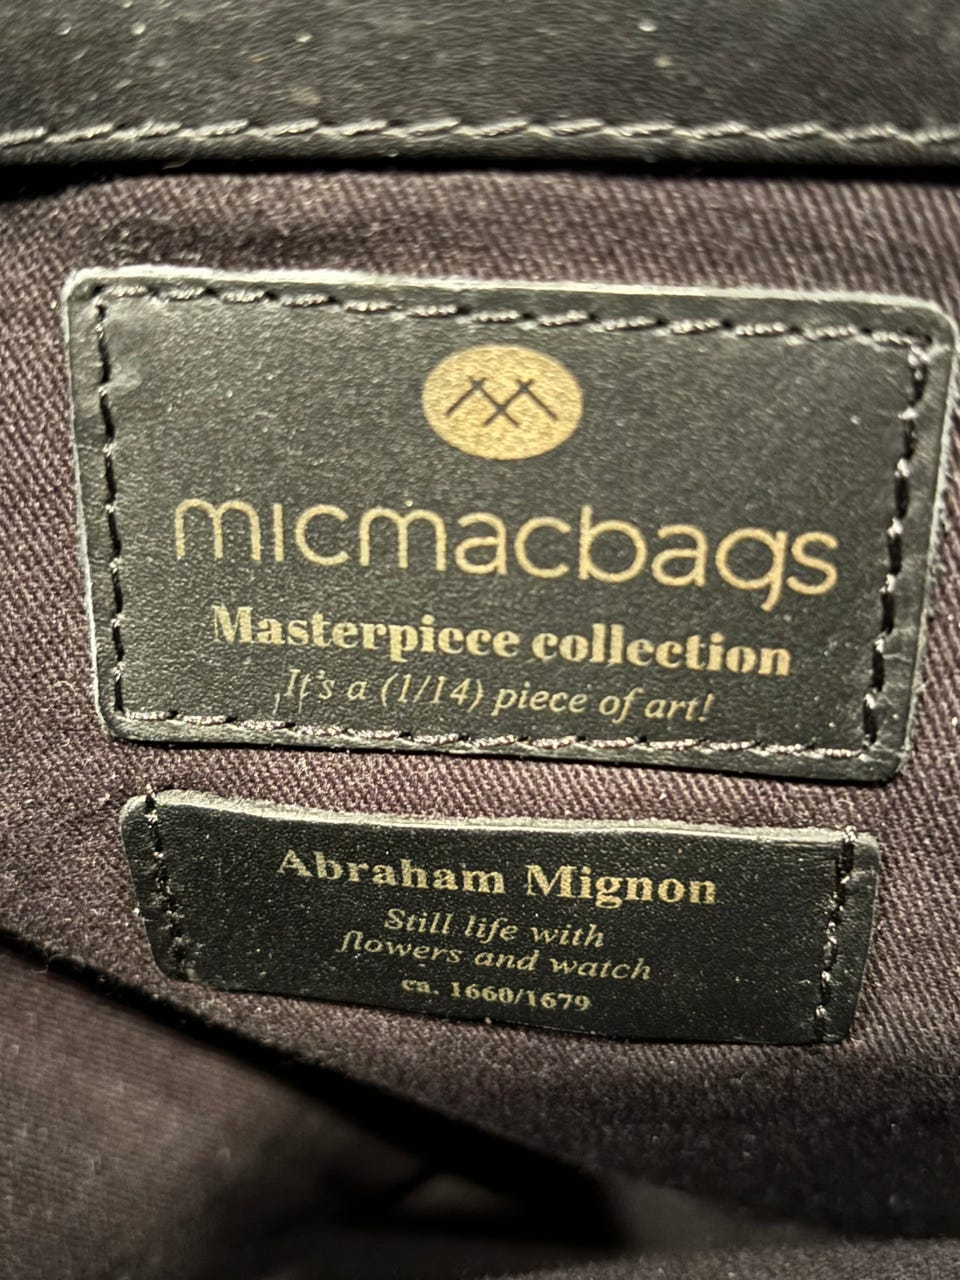 micmacbags
Masterpiece collection
It's a (1/14) piece of art!
Abraham Mignon
Still life with
flowers and watch
ca. 1660/1679